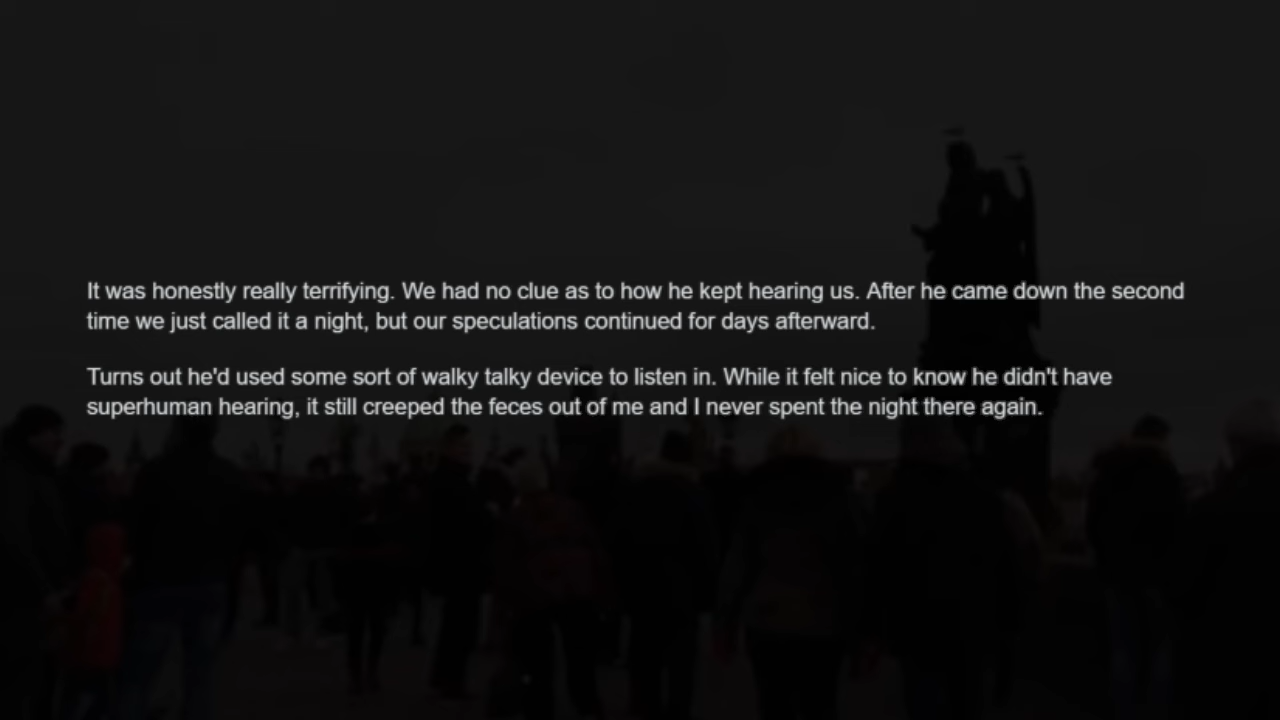 It was honestly really terrifying. We had no clue as to how he kept hearing us. After he came down the second
time we just called it a night, but our speculations continued for days afterward.
Turns out he'd used some sort of walky talky device to listen in. While it felt nice to know he didn't have
superhuman hearing, it still creeped the feces out of me and I never spent the night there again.